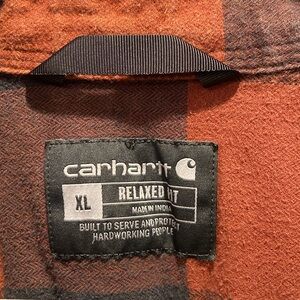 carhartt
XL RELAXED FIT
MADE IN INDIA
BUILT TO SERVE AND PROTECT
HARDWORKING PEOPLE